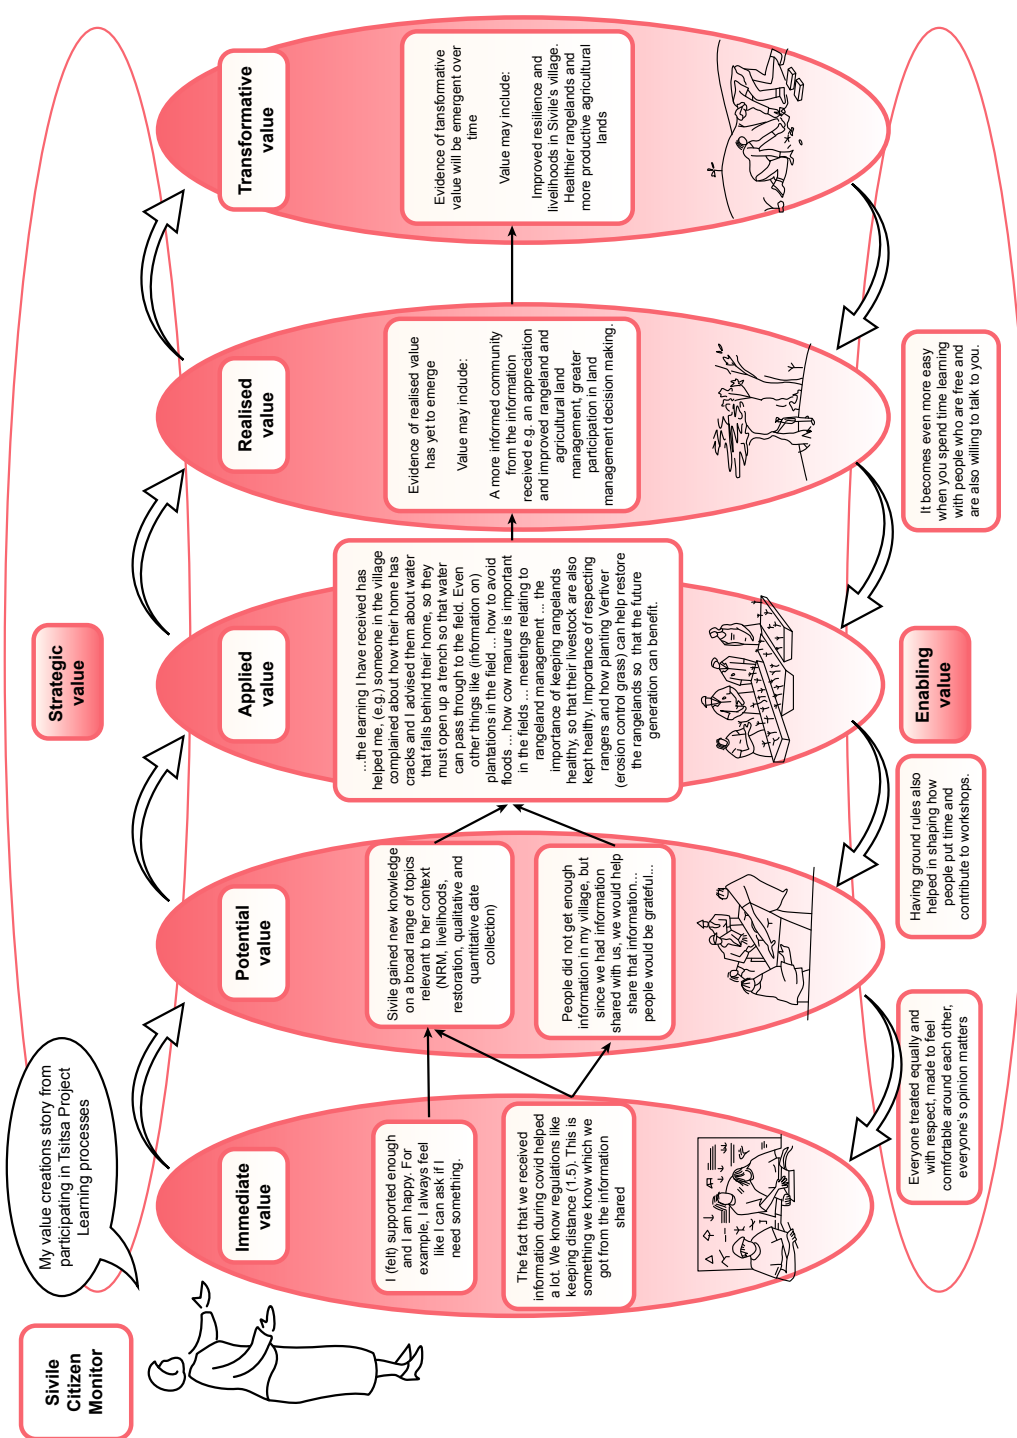 Sivile
Citizen
Monitor
My value creations story from
participating in Tsitsa Project
Learning processes
Strategic
value
Immediate
value
I (felt) supported enough
and I am happy. For
example, I always feel
like I can ask if I
need something.
The fact that we received
information during covid helped
a lot. We know regulations like
keeping distance (1.5). This is
something we know which we
got from the information
shared
Potential
value
Sivile gained new knowledge
on a broad range of topics
relevant to her context
(NRM, livelihoods,
restoration, qualitative and
quantitative date
collection)
People did not get enough
information in my village, but
since we had information
shared with us, we would help
share that information...
people would be grateful...
Applied
value
...the learning I have received has
helped me, (e.g.) someone in the village
complained about how their home has
cracks and I advised them about water
that falls behind their home, so they
must open up a trench so that water
can pass through to the field. Even
other things like (information on)
plantations in the field ... how to avoid
floods ... how cow manure is important
in the fields ... meetings relating to
rangeland management ... the
importance of keeping rangelands
healthy, so that their livestock are also
kept healthy. Importance of respecting
rangers and how planting Vertiver
(erosion control grass) can help restore
the rangelands so that the future
generation can benefit.
Realised
value
Evidence of realised value
has yet to emerge
Value may include:
A more informed community
from the information
received e.g. an appreciation
and improved rangeland and
agricultural land
management, greater
participation in land
management decision making.
Transformative
value
Evidence of tansformative
value will be emergent over
time
Value may include:
Improved resilience and
livelihoods in Sivile's village.
Healthier rangelands and
more productive agricultural
lands
Everyone treated equally and
with respect, made to feel
comfortable around each other,
everyone's opinion matters
Having ground rules also
helped in shaping how
people put time and
contribute to workshops.
Enabling
value
It becomes even more easy
when you spend time learning
with people who are free and
are also willing to talk to you.